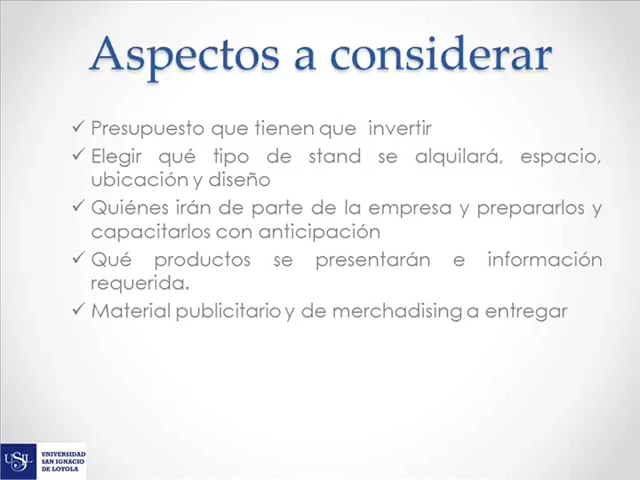 Aspectos a considerar
✓ Presupuesto que tienen que invertir
✓ Elegir qué tipo de stand se alquilará, espacio,
ubicación y diseño
✓ Quiénes irán de parte de la empresa y prepararlos y
capacitarlos con anticipación
✓ Qué productos se presentarán e información
requerida.
✓ Material publicitario y de merchadising a entregar
USIL
UNIVERSIDAD
SAN IGNACIO
DE LOYOLA